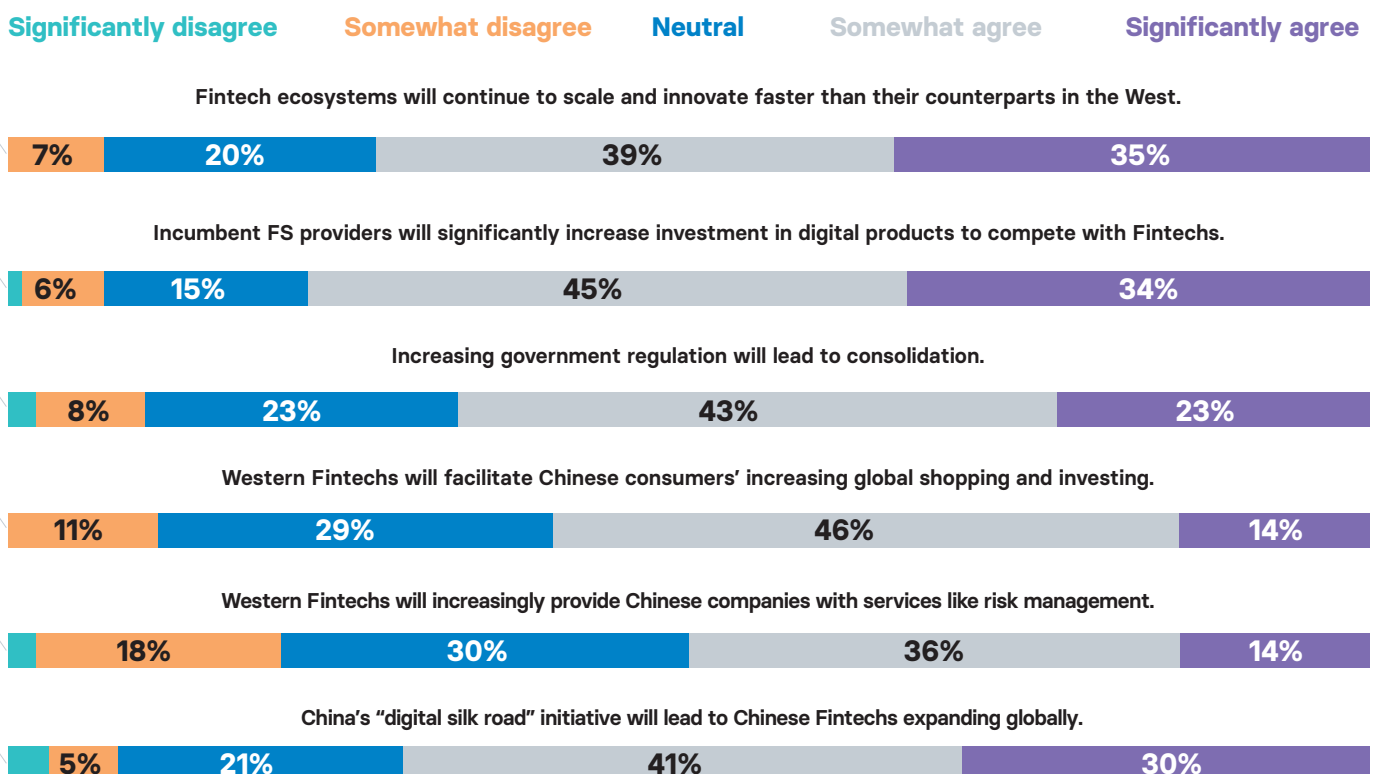 Significantly disagree Somewhat disagree Neutral Somewhat agree Significantly agree
Fintech ecosystems will continue to scale and innovate faster than their counterparts in the West.
7% 20% 39% 35%
Incumbent FS providers will significantly increase investment in digital products to compete with Fintechs.
6% 15% 45% 34%
Increasing government regulation will lead to consolidation.
8% 23% 43% 23%
Western Fintechs will facilitate Chinese consumers’ increasing global shopping and investing.
11% 29% 46% 14%
Western Fintechs will increasingly provide Chinese companies with services like risk management.
18% 30% 36% 14%
China’s “digital silk road” initiative will lead to Chinese Fintechs expanding globally.
5% 21% 41% 30%